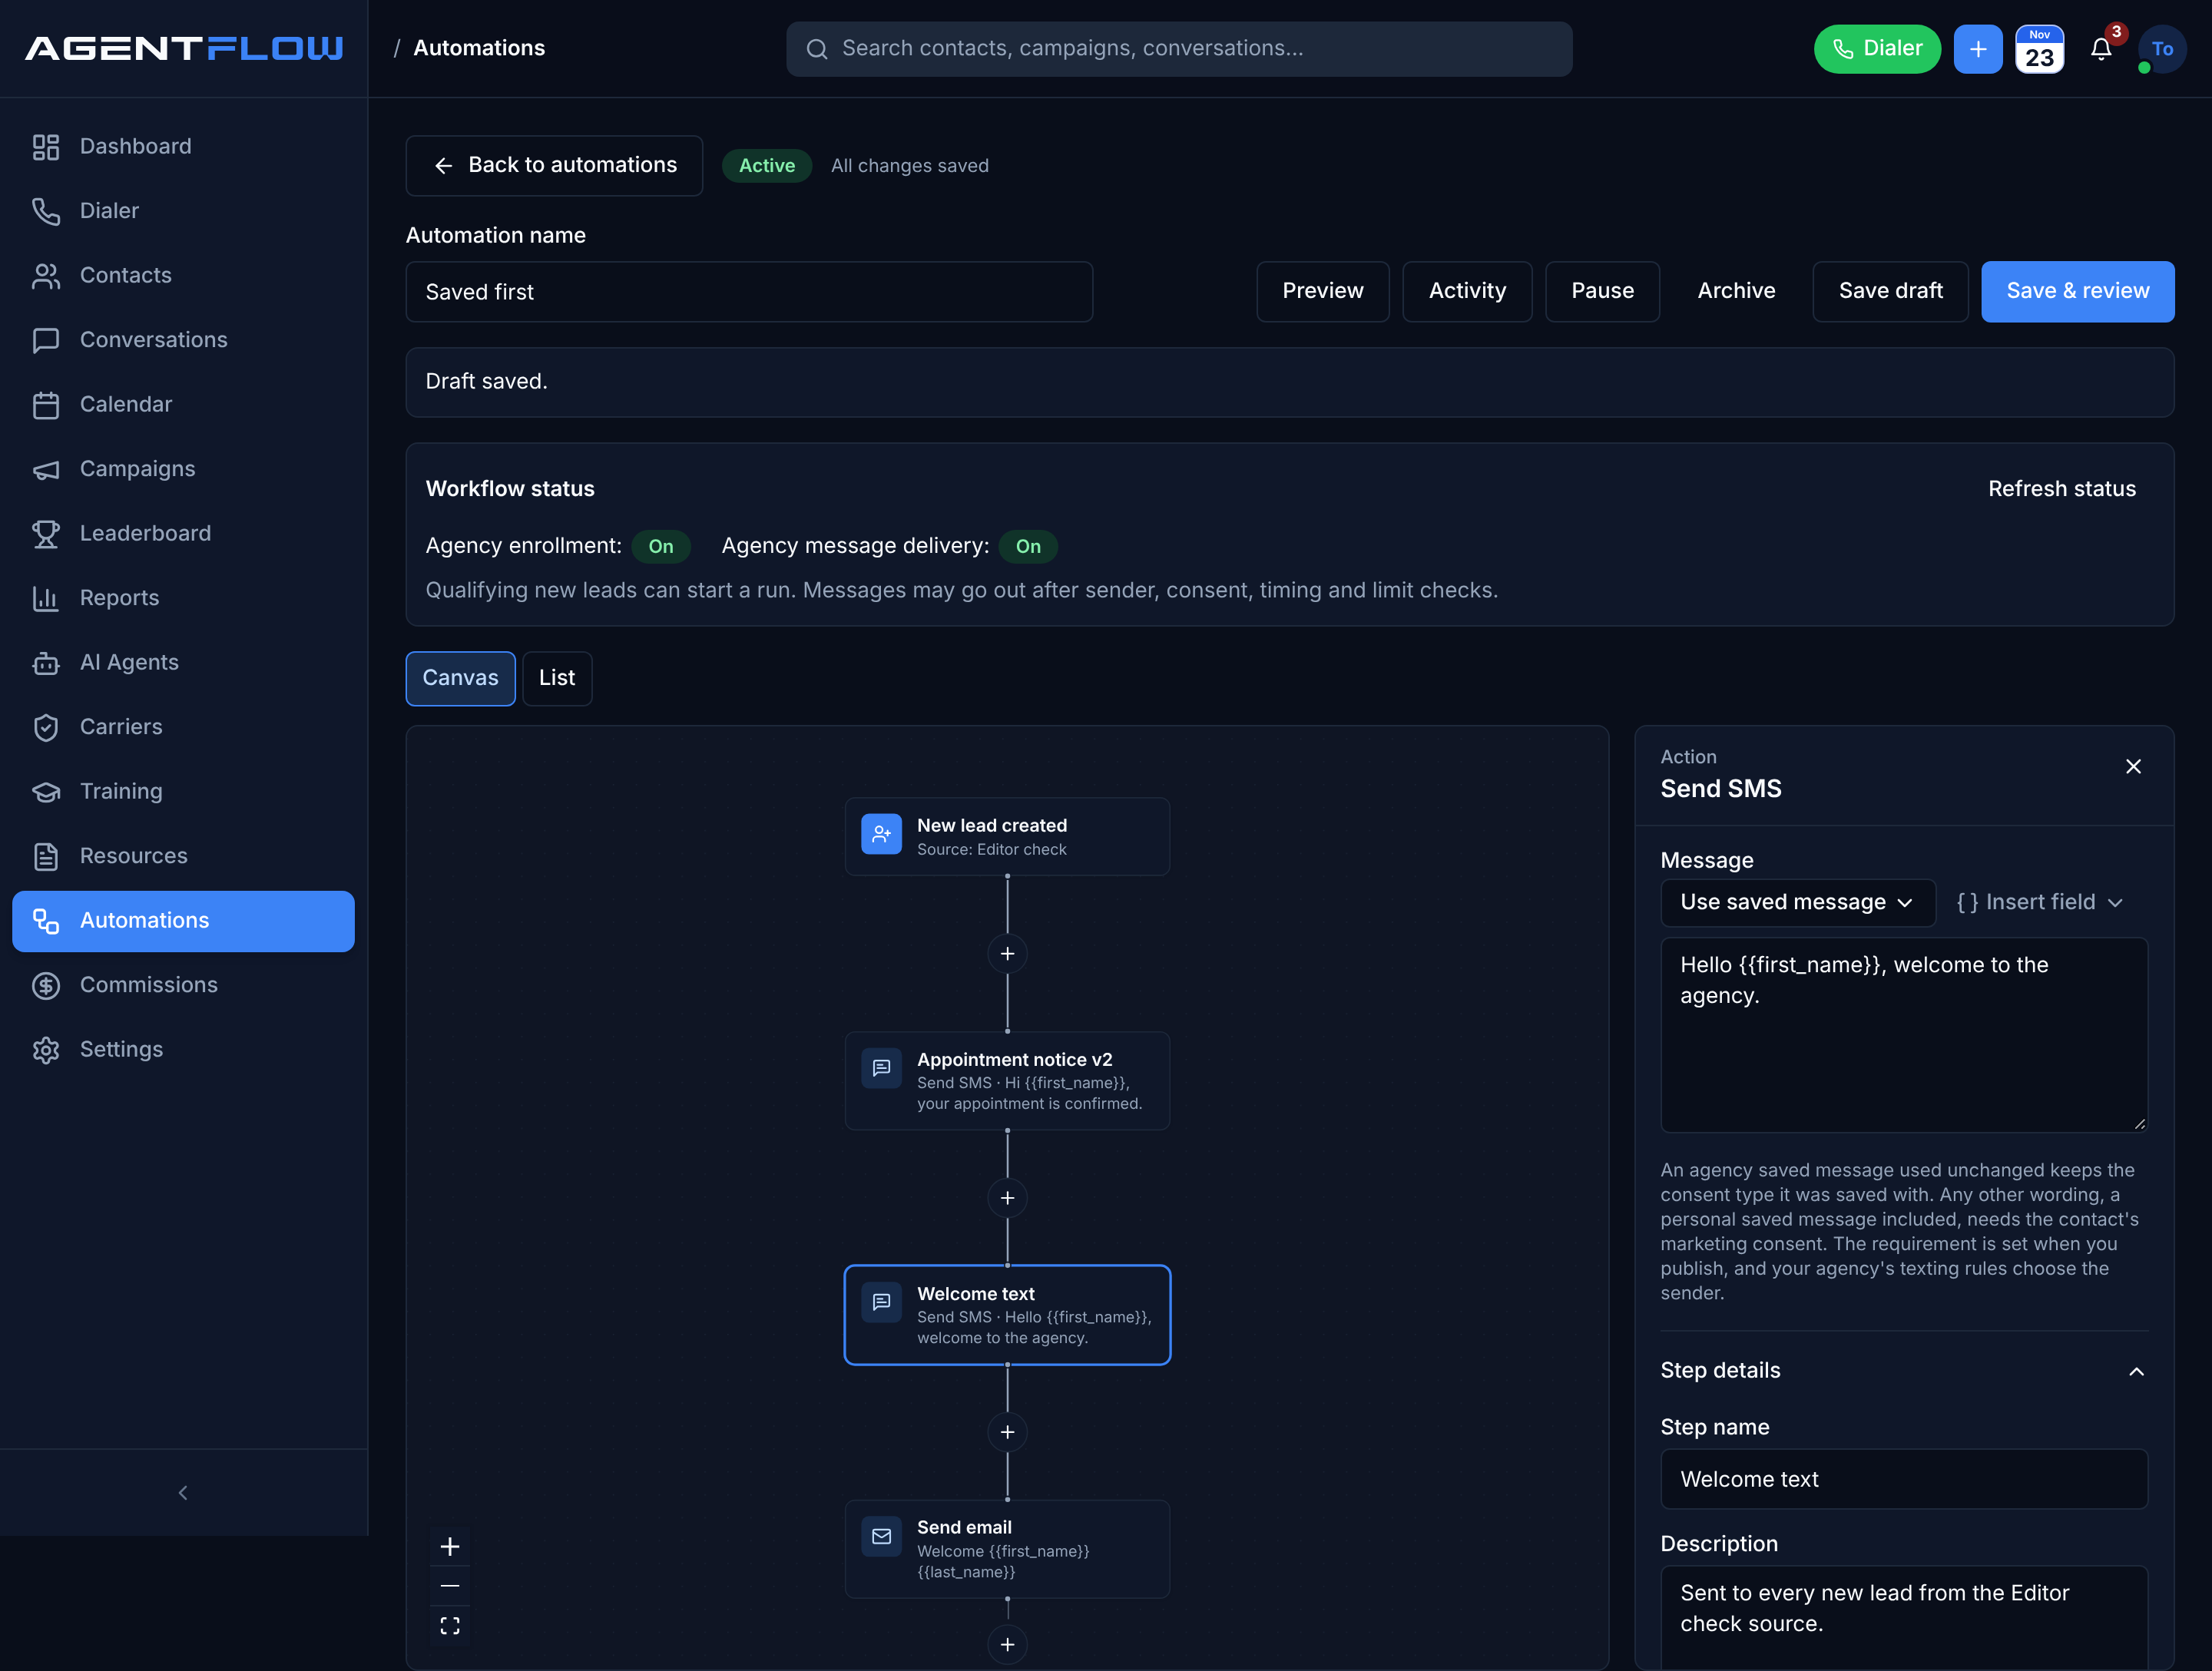 AGENTFLOW
/ Automations
Search contacts, campaigns, conversations...
Dialer
Nov
23
3
To
Dashboard
Dialer
Contacts
Conversations
Calendar
Campaigns
Leaderboard
Reports
AI Agents
Carriers
Training
Resources
Automations
Commissions
Settings
Back to automations
Active
All changes saved
Automation name
Saved first
Preview
Activity
Pause
Archive
Save draft
Save & review
Draft saved.
Workflow status
Refresh status
Agency enrollment: On
Agency message delivery: On
Qualifying new leads can start a run. Messages may go out after sender, consent, timing and limit checks.
Canvas
List
New lead created
Source: Editor check
Appointment notice v2
Send SMS · Hi {{first_name}},
your appointment is confirmed.
Welcome text
Send SMS · Hello {{first_name}},
welcome to the agency.
Send email
Welcome {{first_name}}
{{last_name}}
Action
Send SMS
Message
Use saved message
{ } Insert field
Hello {{first_name}}, welcome to the
agency.
An agency saved message used unchanged keeps the
consent type it was saved with. Any other wording, a
personal saved message included, needs the contact's
marketing consent. The requirement is set when you
publish, and your agency's texting rules choose the
sender.
Step details
Step name
Welcome text
Description
Sent to every new lead from the Editor
check source.